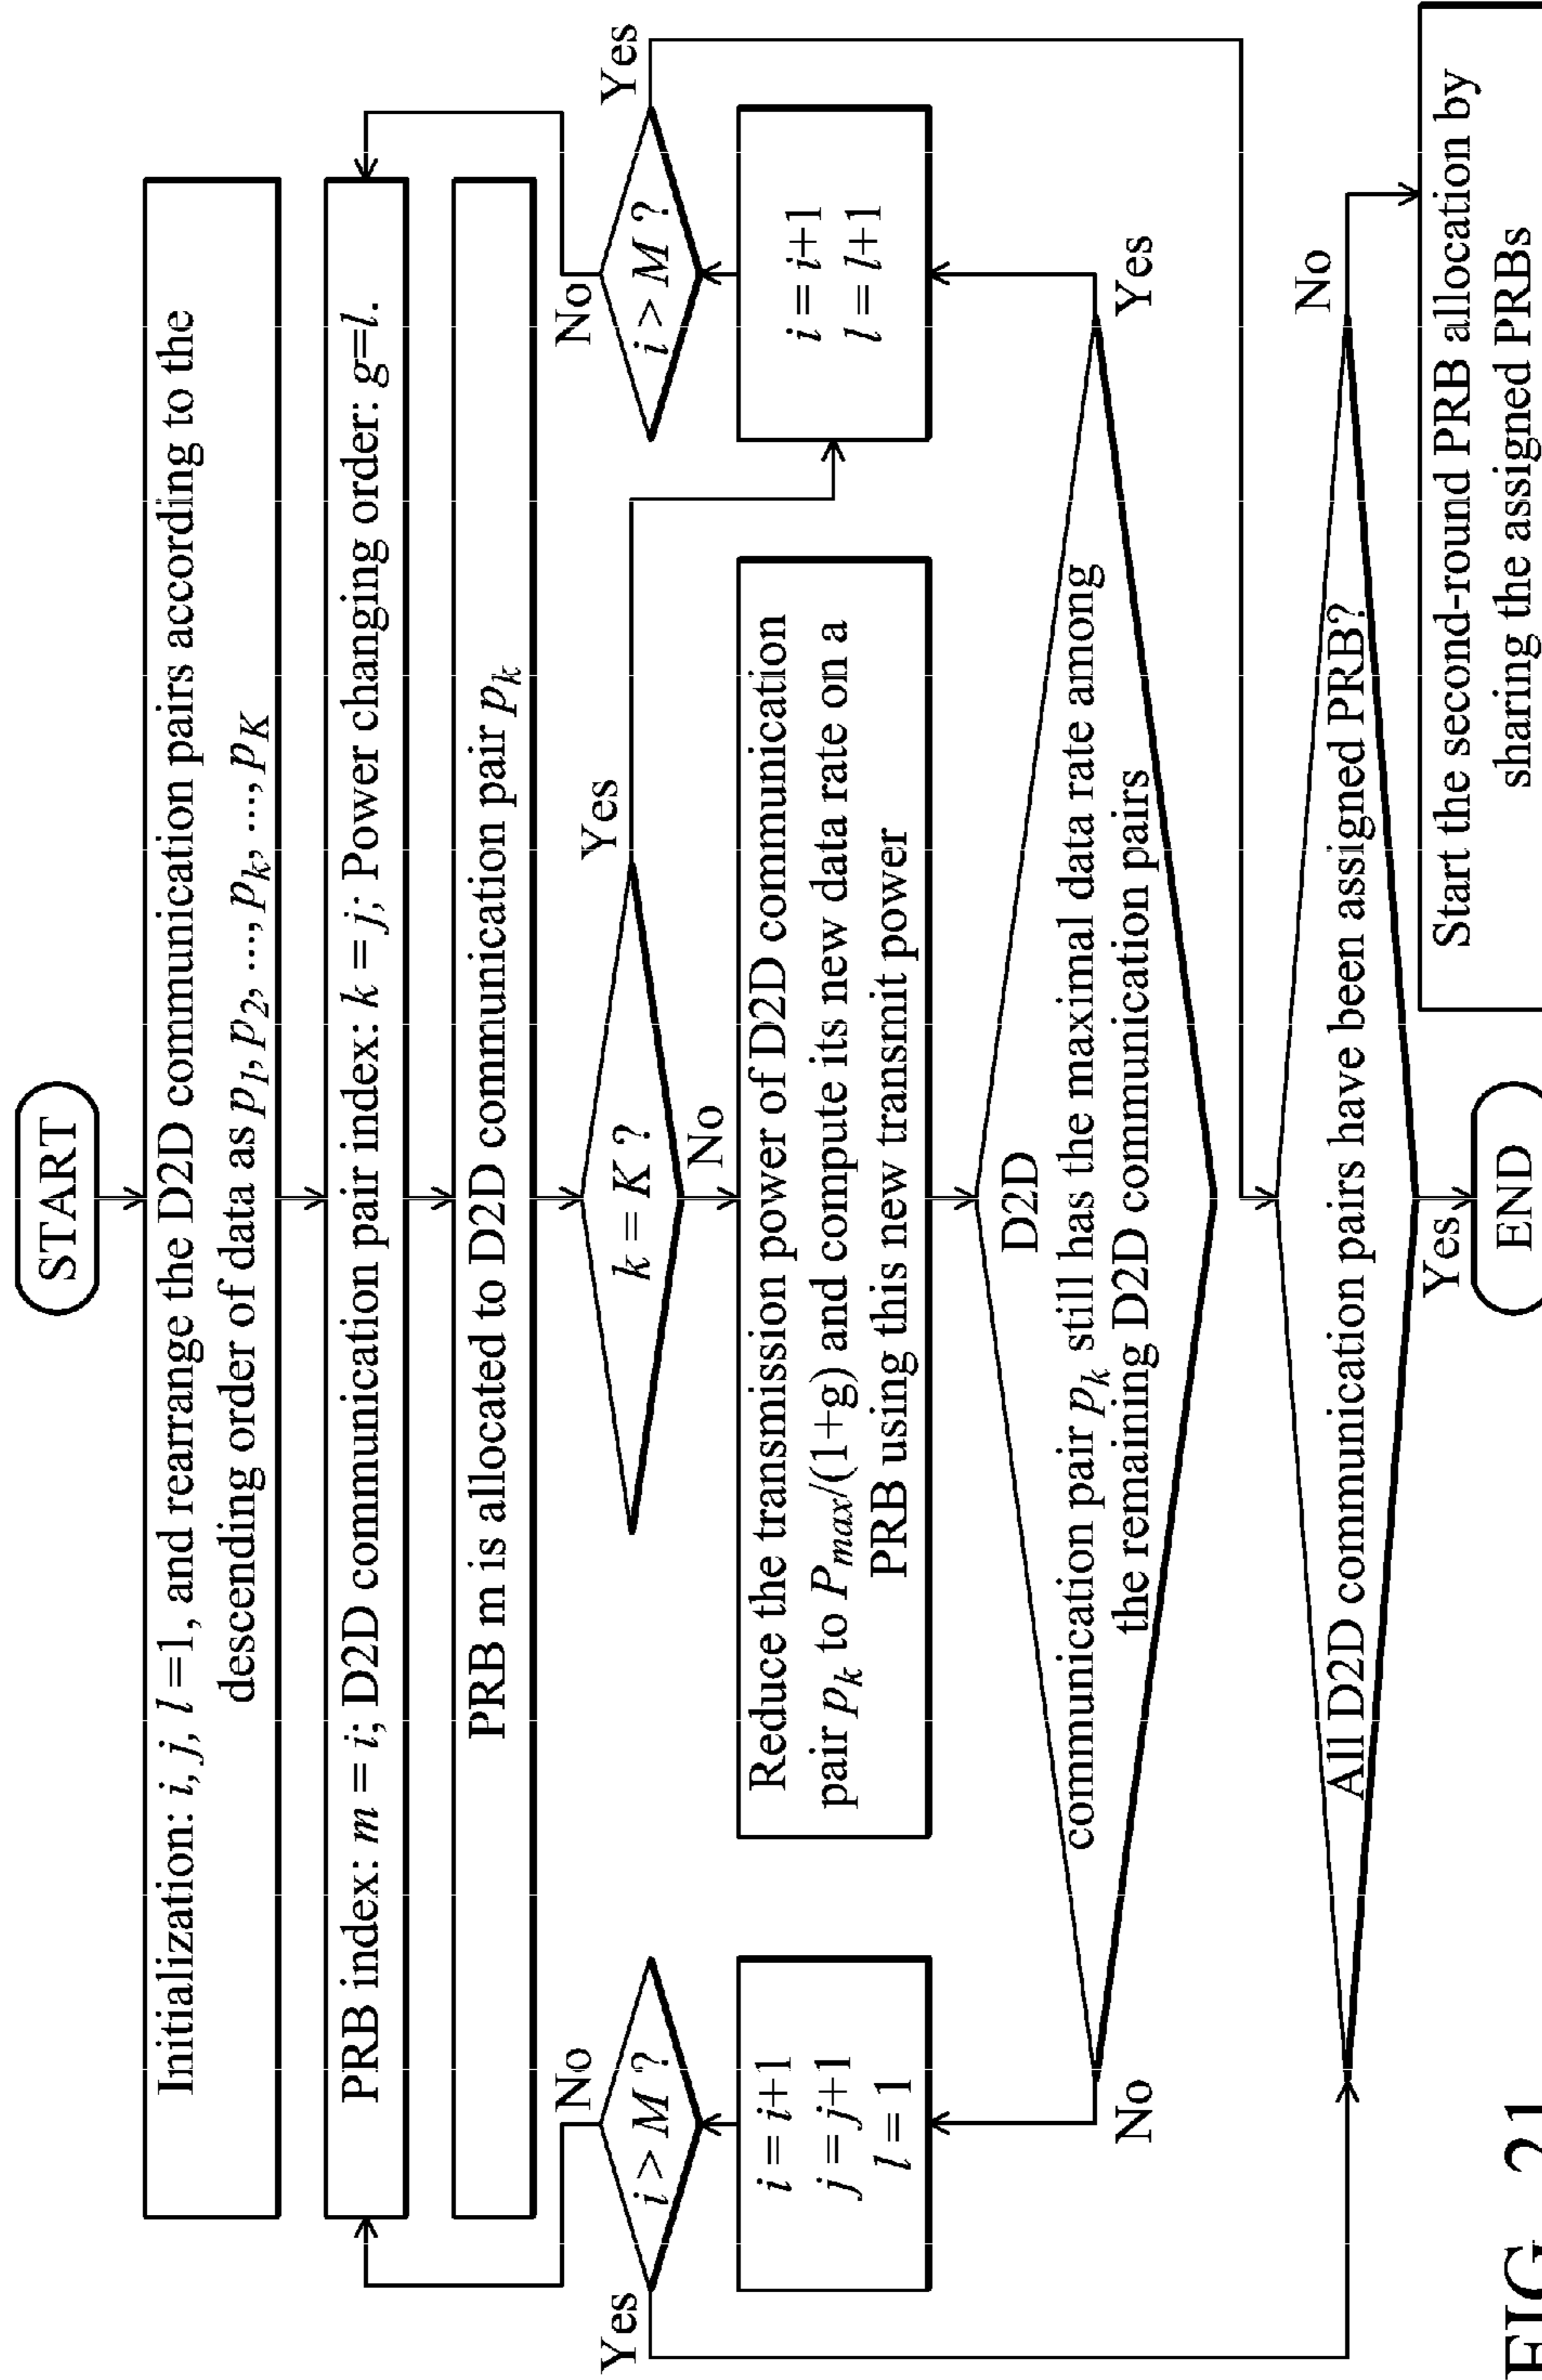 START
Initialization: i, j, l =1, and rearrange the D2D communication pairs according to the
descending order of data as p1, p2, ..., pk, ..., pK
PRB index: m = i; D2D communication pair index: k = j; Power changing order: g=l.
PRB m is allocated to D2D communication pair pk
k = K ?
Yes
No
Reduce the transmission power of D2D communication
pair pk to Pmax/(1+g) and compute its new data rate on a
PRB using this new transmit power
D2D
communication pair pk still has the maximal data rate among
the remaining D2D communication pairs
No
Yes
i = i+1
j = j+1
l = 1
i > M ?
No
Yes
i = i+1
l = l+1
i > M ?
No
Yes
All D2D communication pairs have been assigned PRB?
Yes
No
END
Start the second-round PRB allocation by
sharing the assigned PRBs
FIG. 21